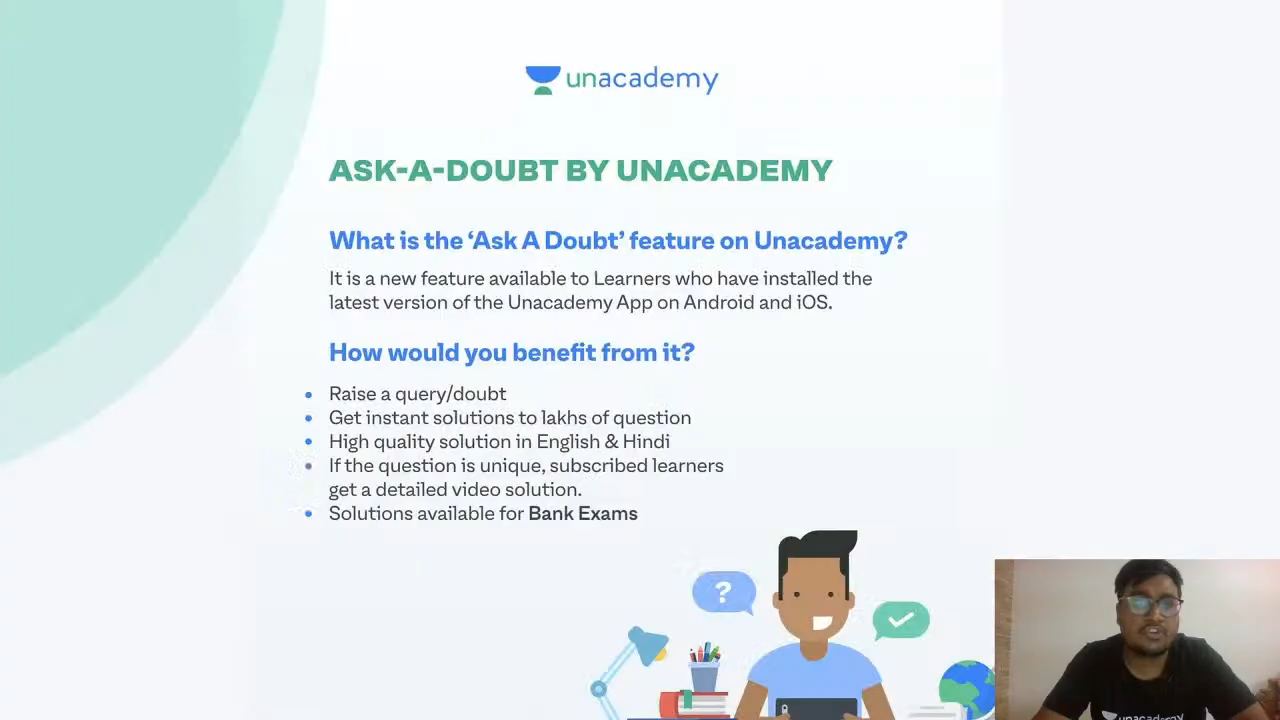 unacademy
ASK-A-DOUBT BY UNACADEMY
What is the ‘Ask A Doubt’ feature on Unacademy?
It is a new feature available to Learners who have installed the
latest version of the Unacademy App on Android and iOS.
How would you benefit from it?
Raise a query/doubt
Get instant solutions to lakhs of question
High quality solution in English & Hindi
If the question is unique, subscribed learners
get a detailed video solution.
Solutions available for Bank Exams
?
unacademy